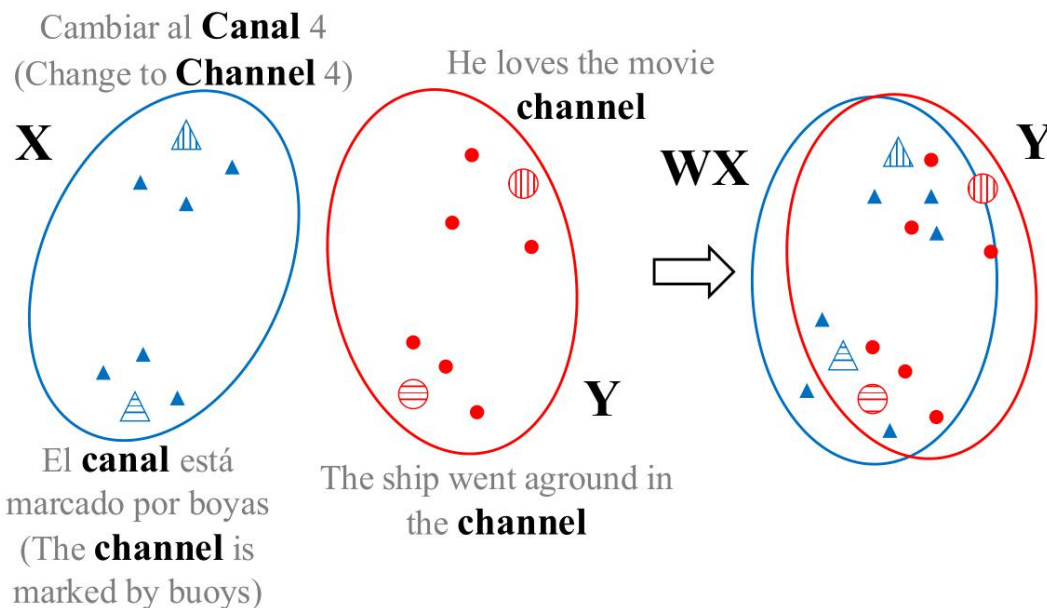 Cambiar al Canal 4
(Change to Channel 4)
X
El canal está
marcado por boyas
(The channel is
marked by buoys)
He loves the movie
channel
Y
The ship went aground in
the channel
WX
Y